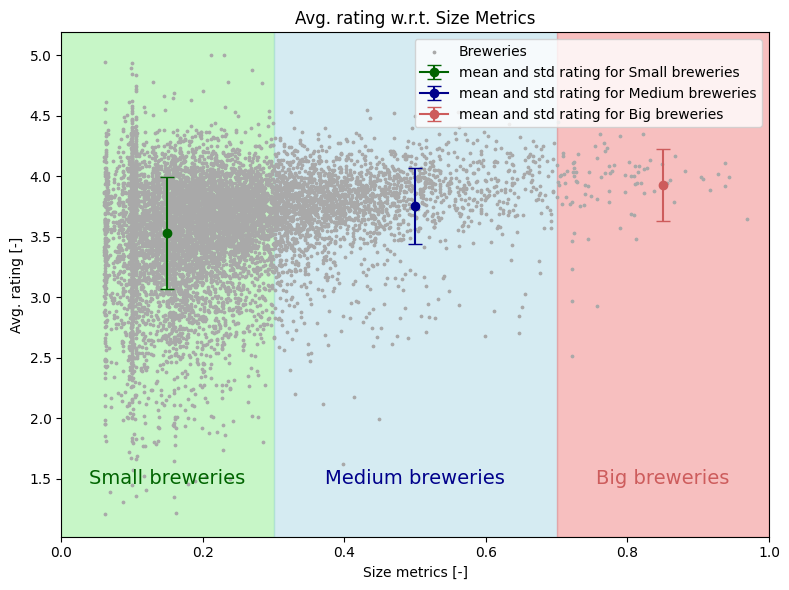 Avg. rating w.r.t. Size Metrics
Breweries
mean and std rating for Small breweries
mean and std rating for Medium breweries
mean and std rating for Big breweries
Avg. rating [-]
5.0
4.5
4.0
3.5
3.0
2.5
2.0
1.5
Small breweries
Medium breweries
Big breweries
0.0
0.2
0.4
0.6
0.8
1.0
Size metrics [-]